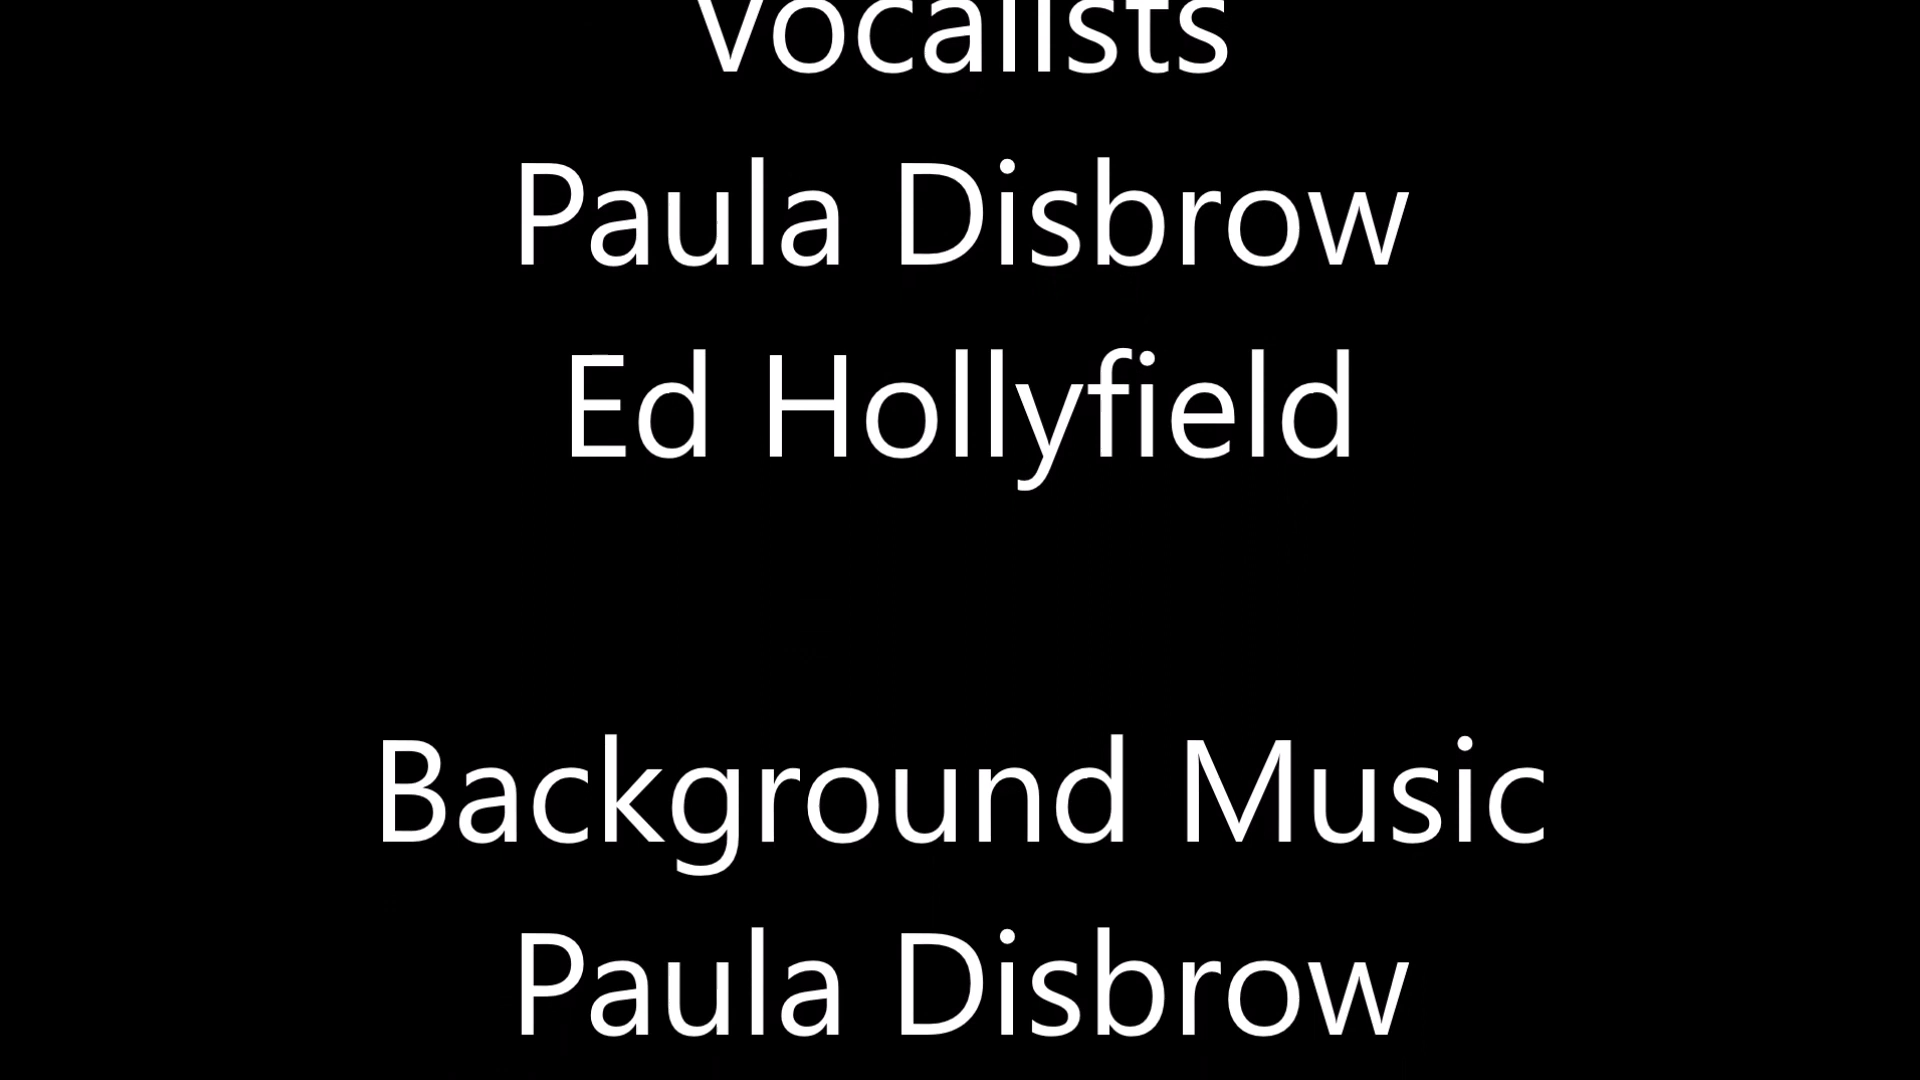 Vocalists
Paula Disbrow
Ed Hollyfield
Background Music
Paula Disbrow